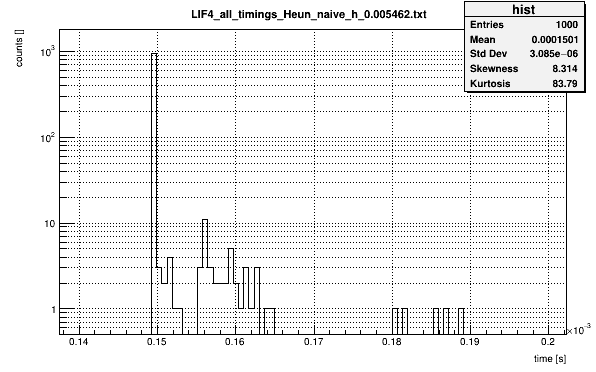 LIF4_all_timings_Heun_naive_h_0.005462.txt
hist
Entries 1000
Mean 0.0001501
Std Dev 3.085e−06
Skewness 8.314
Kurtosis 83.79
counts []
10³
10²
10
1
0.14 0.15 0.16 0.17 0.18 0.19 0.2
×10⁻³
time [s]